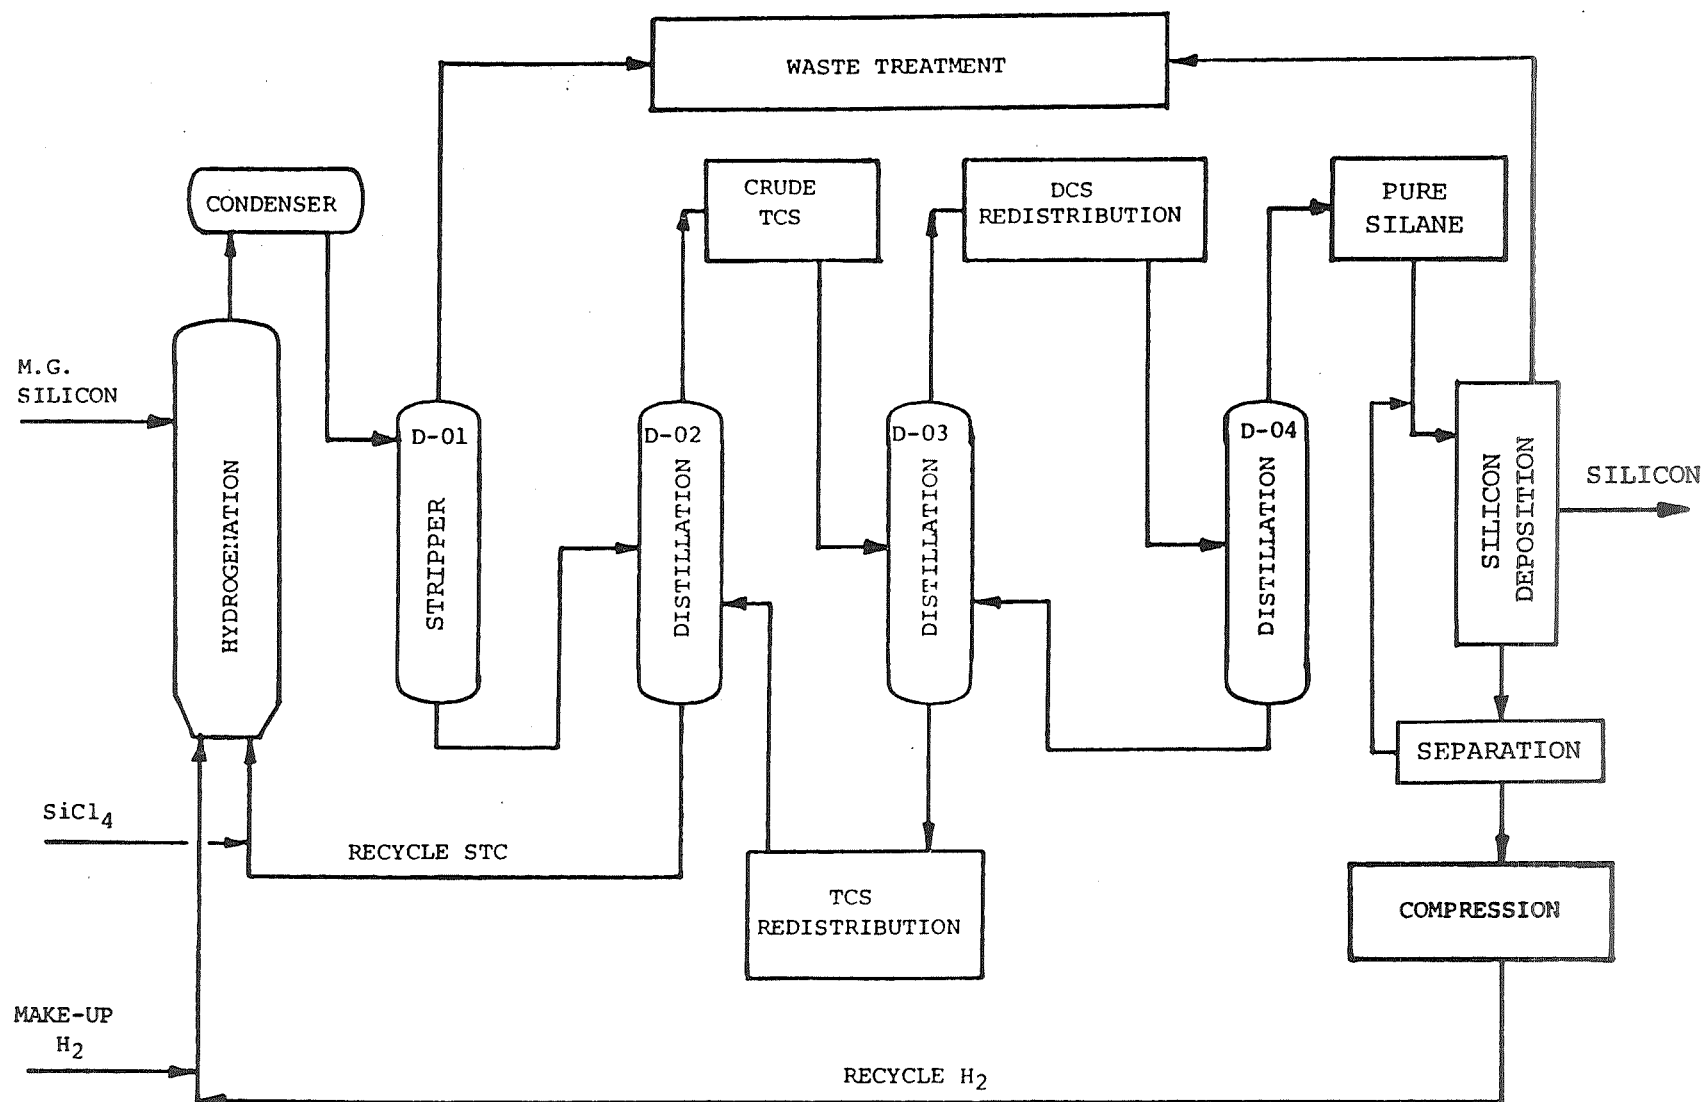 WASTE TREATMENT
CONDENSER
CRUDE
TCS
DCS
REDISTRIBUTION
PURE
SILANE
M.G.
SILICON
HYDROGENATION
D-01
STRIPPER
D-02
DISTILLATION
D-03
DISTILLATION
D-04
DISTILLATION
SILICON
DEPOSITION
SILICON
SEPARATION
SiCl4
RECYCLE STC
TCS
REDISTRIBUTION
COMPRESSION
MAKE-UP
H2
RECYCLE H2